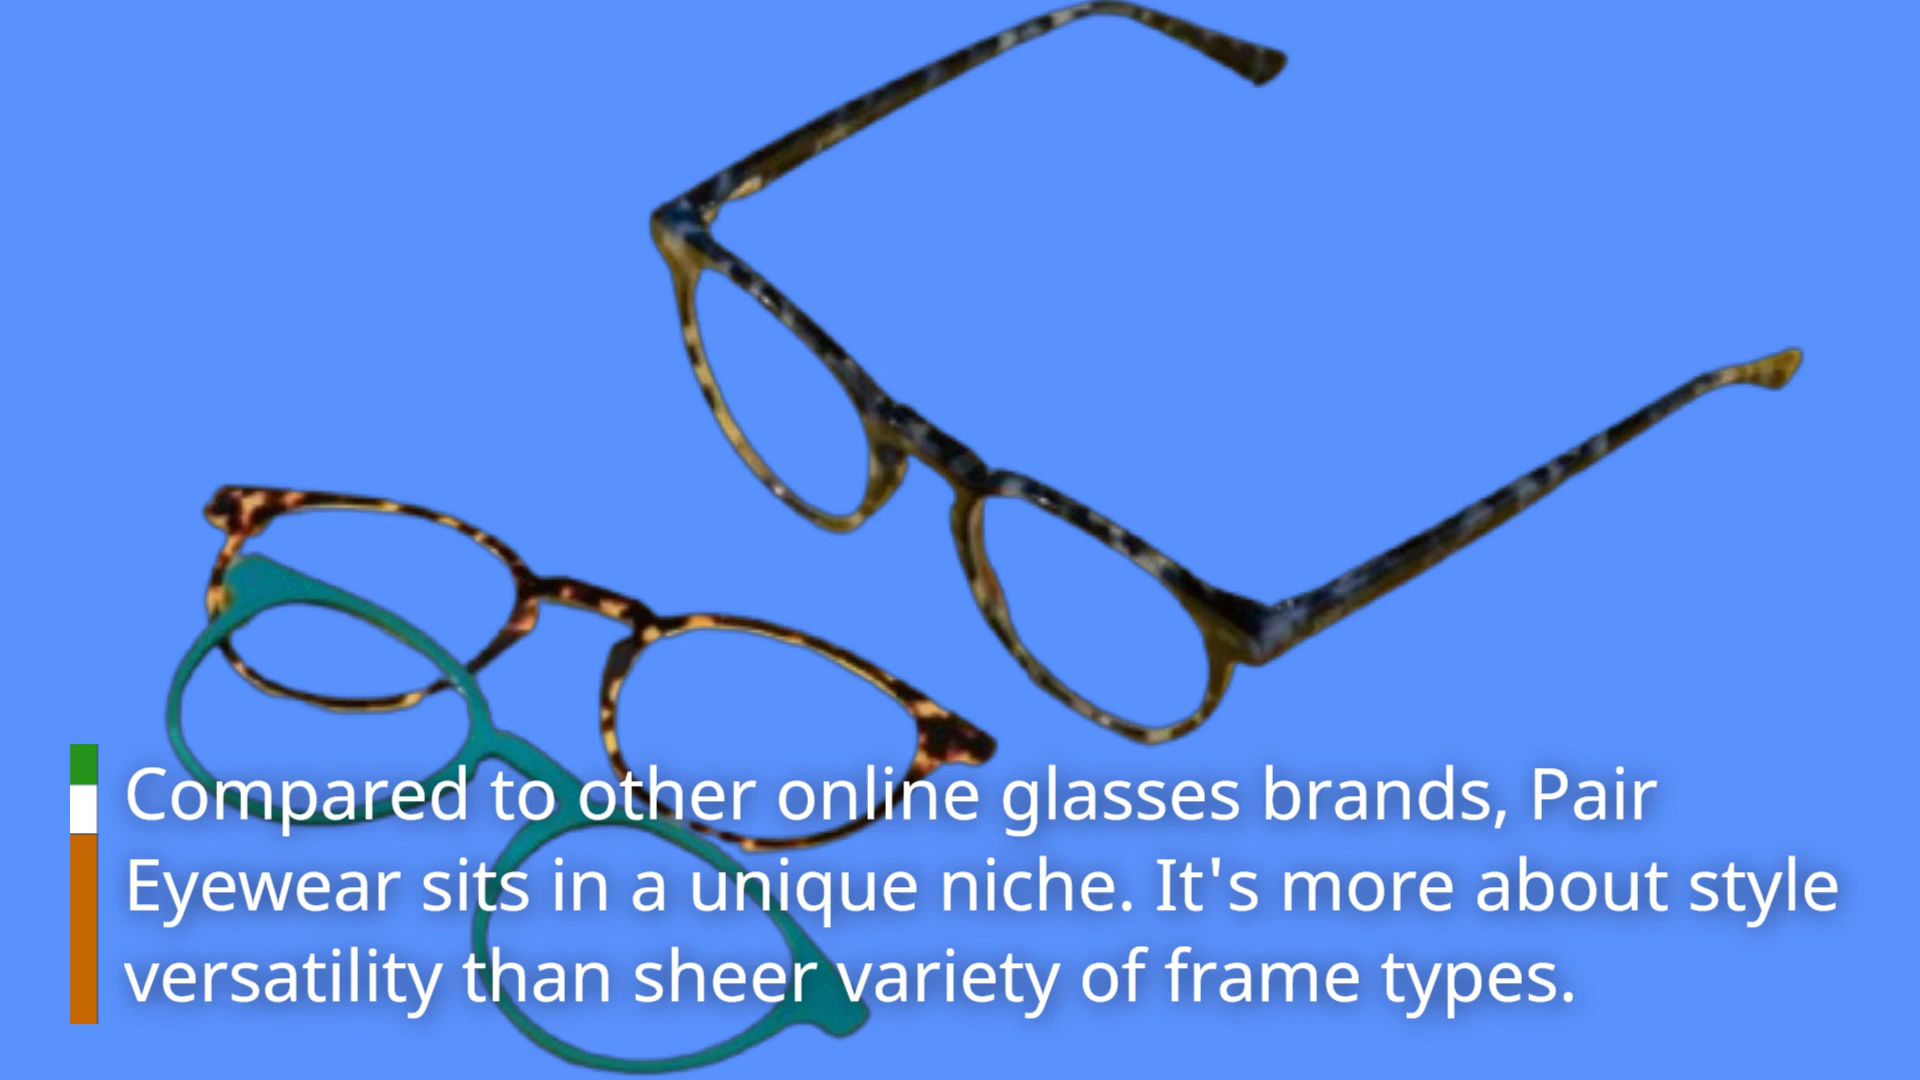 Compared to other online glasses brands, Pair
Eyewear sits in a unique niche. It's more about style
versatility than sheer variety of frame types.